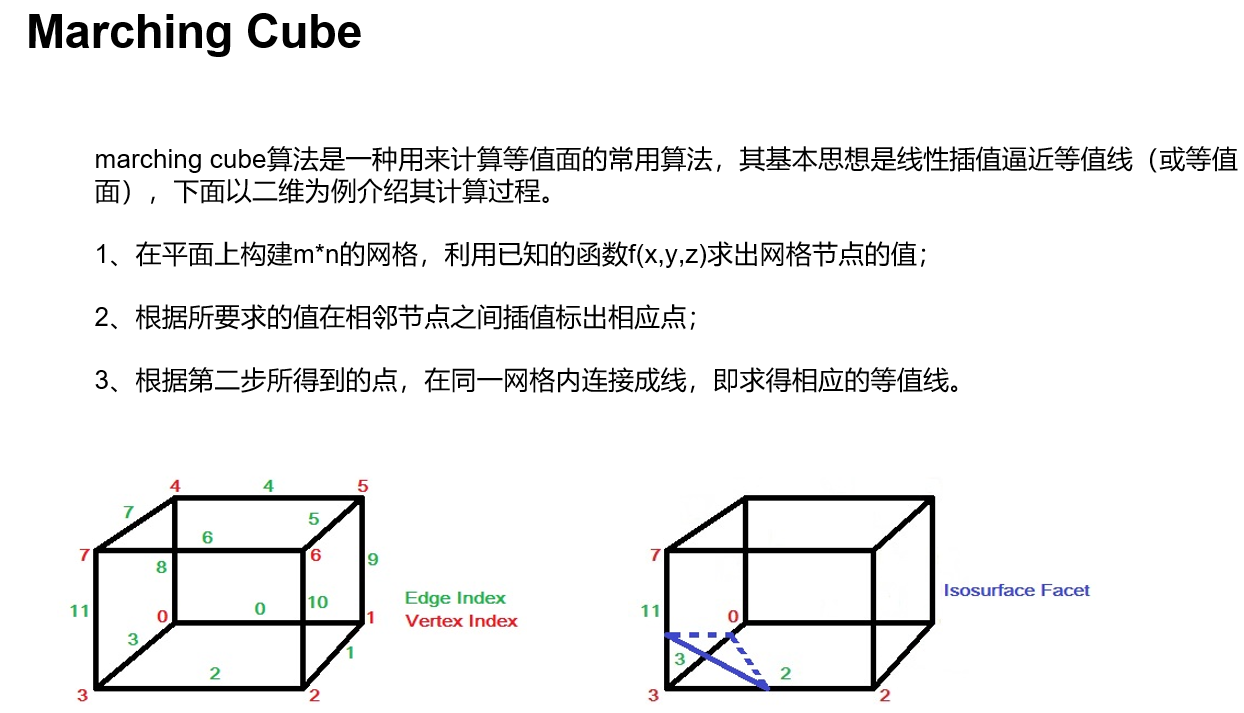 Marching Cube
marching cube算法是一种用来计算等值面的常用算法，其基本思想是线性插值逼近等值线（或等值
面），下面以二维为例介绍其计算过程。
1、在平面上构建m*n的网格，利用已知的函数f(x,y,z)求出网格节点的值；
2、根据所要求的值在相邻节点之间插值标出相应点；
3、根据第二步所得到的点，在同一网格内连接成线，即求得相应的等值线。
4 4 5
7 5
6
7 6
8 9
11 0 0 10 1
3 1
2
3 2
Edge Index
Vertex Index
7
11 0
3 2
3 2
Isosurface Facet